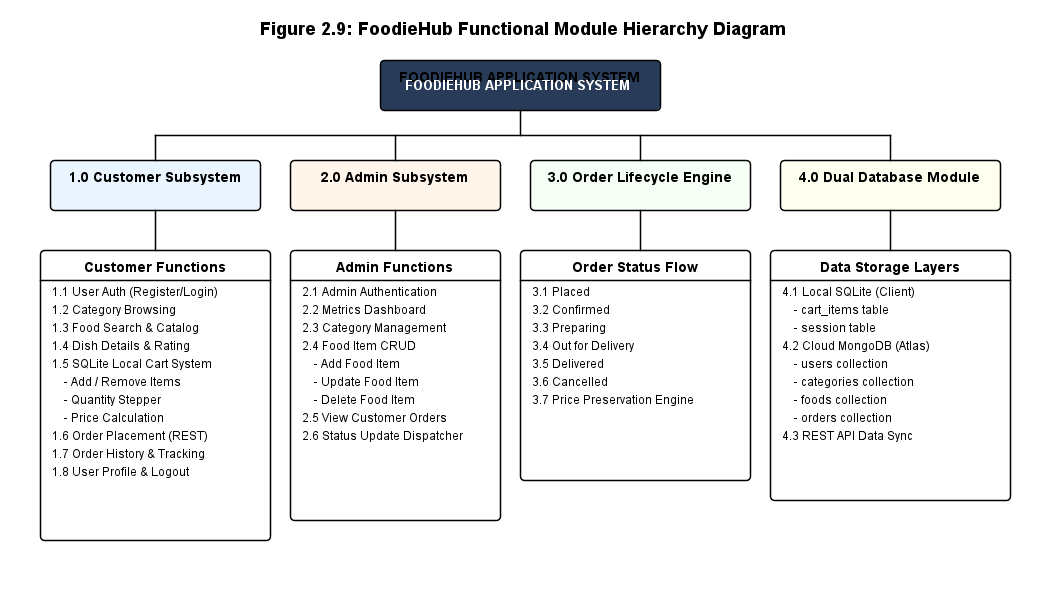 Figure 2.9: FoodieHub Functional Module Hierarchy Diagram
FOODIEHUB APPLICATION SYSTEM
FOODIEHUB APPLICATION SYSTEM
1.0 Customer Subsystem
2.0 Admin Subsystem
3.0 Order Lifecycle Engine
4.0 Dual Database Module
Customer Functions
1.1 User Auth (Register/Login)
1.2 Category Browsing
1.3 Food Search & Catalog
1.4 Dish Details & Rating
1.5 SQLite Local Cart System
- Add / Remove Items
- Quantity Stepper
- Price Calculation
1.6 Order Placement (REST)
1.7 Order History & Tracking
1.8 User Profile & Logout
Admin Functions
2.1 Admin Authentication
2.2 Metrics Dashboard
2.3 Category Management
2.4 Food Item CRUD
- Add Food Item
- Update Food Item
- Delete Food Item
2.5 View Customer Orders
2.6 Status Update Dispatcher
Order Status Flow
3.1 Placed
3.2 Confirmed
3.3 Preparing
3.4 Out for Delivery
3.5 Delivered
3.6 Cancelled
3.7 Price Preservation Engine
Data Storage Layers
4.1 Local SQLite (Client)
- cart_items table
- session table
4.2 Cloud MongoDB (Atlas)
- users collection
- categories collection
- foods collection
- orders collection
4.3 REST API Data Sync